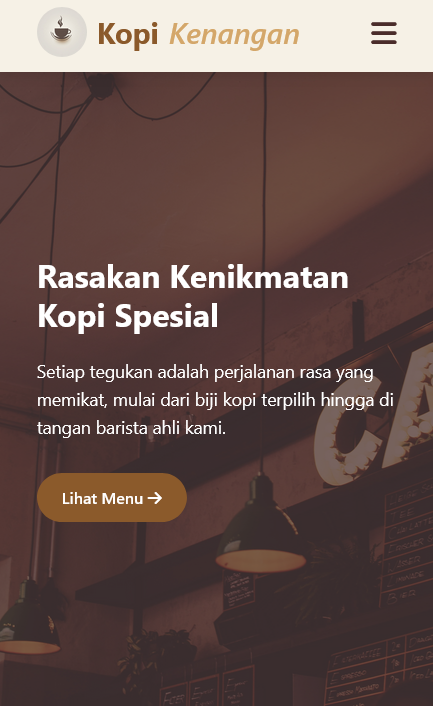 Kopi Kenangan
Rasakan Kenikmatan
Kopi Spesial
Setiap tegukan adalah perjalanan rasa yang
memikat, mulai dari biji kopi terpilih hingga di
tangan barista ahli kami.
CA
Lihat Menu →